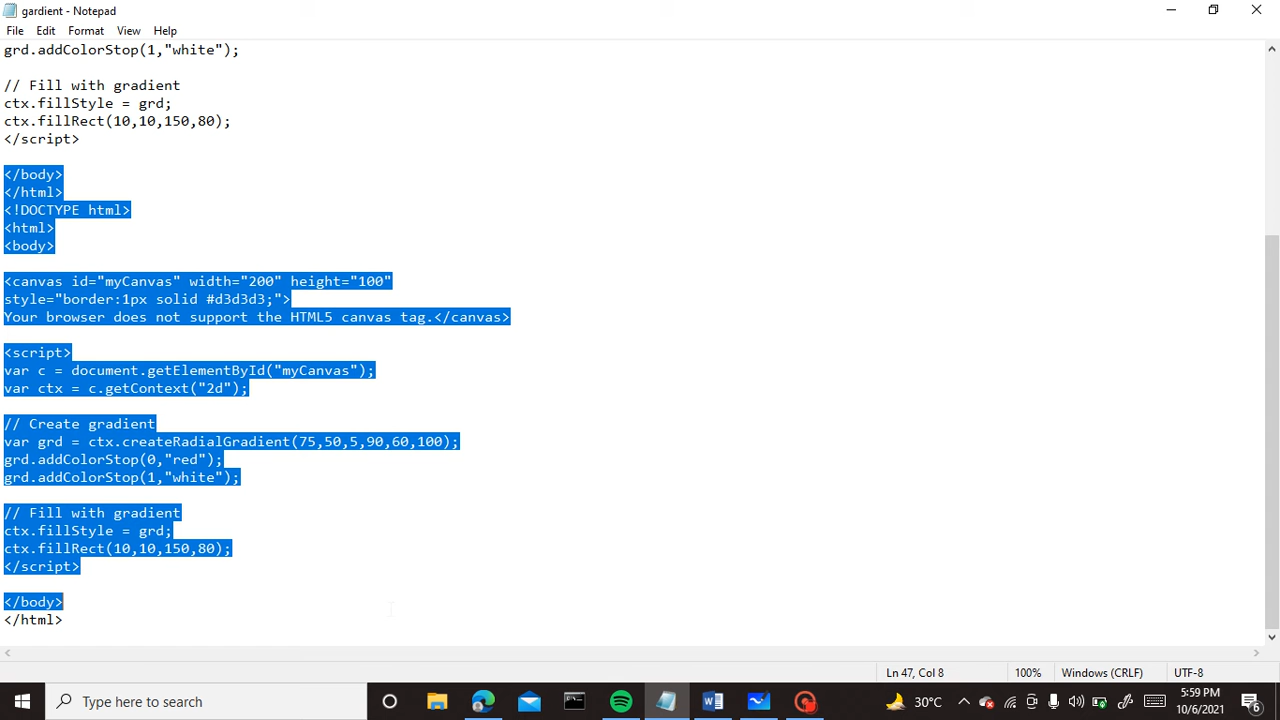 gardient - Notepad
File Edit Format View Help
grd.addColorStop(1,"white");
// Fill with gradient
ctx.fillStyle = grd;
ctx.fillRect(10,10,150,80);
</script>
</body>
</html>
<!DOCTYPE html>
<html>
<body>
<canvas id="myCanvas" width="200" height="100"
style="border:1px solid #d3d3d3;">
Your browser does not support the HTML5 canvas tag.</canvas>
<script>
var c = document.getElementById("myCanvas");
var ctx = c.getContext("2d");
// Create gradient
var grd = ctx.createRadialGradient(75,50,5,90,60,100);
grd.addColorStop(0,"red");
grd.addColorStop(1,"white");
// Fill with gradient
ctx.fillStyle = grd;
ctx.fillRect(10,10,150,80);
</script>
</body>
</html>
Ln 47, Col 8 100% Windows (CRLF) UTF-8
Type here to search 30°C 5:59 PM
10/6/2021 6